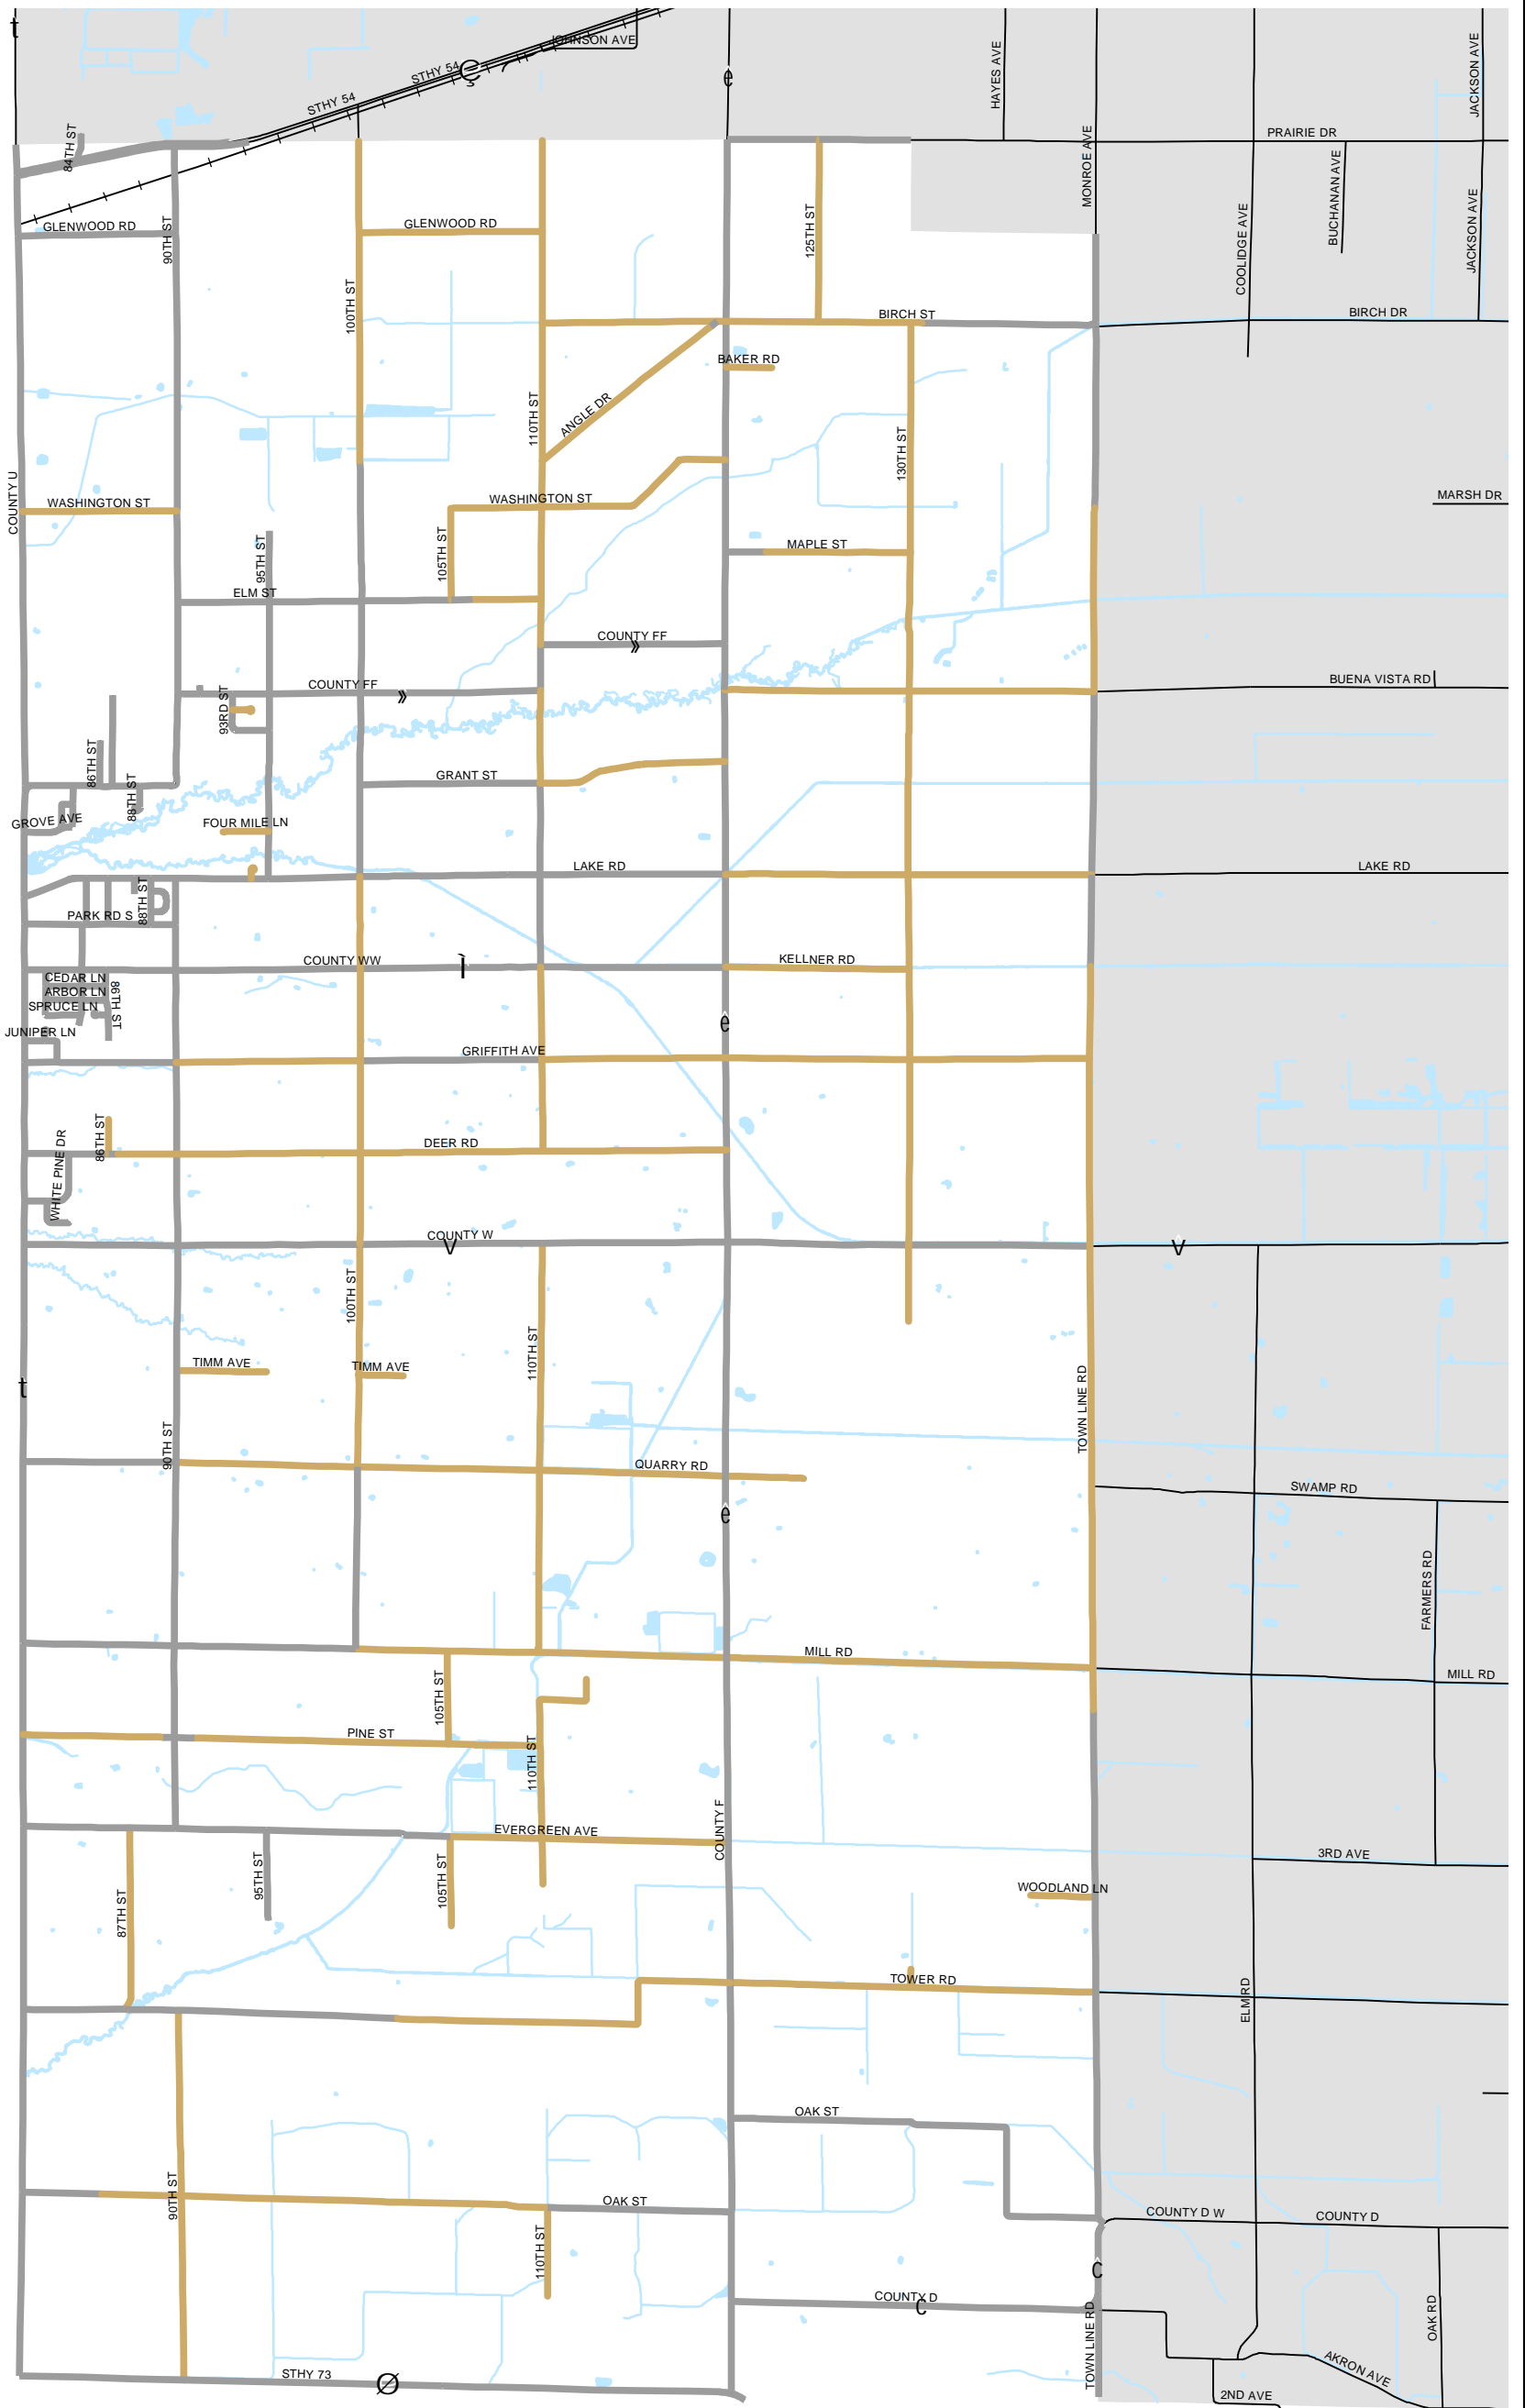 t
JOHNSON AVE
STHY 54
Ç
STHY 54
e
HAYES AVE
MONROE AVE
JACKSON AVE
PRAIRIE DR
84TH ST
BUCHANAN AVE
COOLIDGE AVE
JACKSON AVE
GLENWOOD RD
90TH ST
GLENWOOD RD
125TH ST
100TH ST
BIRCH ST
BIRCH DR
BAKER RD
110TH ST
ANGLE DR
130TH ST
COUNTY U
WASHINGTON ST
WASHINGTON ST
MARSH DR
95TH ST
105TH ST
MAPLE ST
ELM ST
COUNTY FF
»
COUNTY FF
»
93RD ST
BUENA VISTA RD
86TH ST
88TH ST
GRANT ST
GROVE AVE
FOUR MILE LN
LAKE RD
LAKE RD
88TH ST
PARK RD S
COUNTY WW
Ì
KELLNER RD
CEDAR LN
ARBOR LN
SPRUCE LN
86TH ST
JUNIPER LN
e
GRIFFITH AVE
86TH ST
WHITE PINE DR
DEER RD
COUNTY W
V
V
100TH ST
110TH ST
TIMM AVE
TIMM AVE
t
TOWN LINE RD
90TH ST
QUARRY RD
SWAMP RD
e
FARMERS RD
MILL RD
MILL RD
105TH ST
PINE ST
110TH ST
COUNTY F
EVERGREEN AVE
3RD AVE
95TH ST
105TH ST
87TH ST
WOODLAND LN
TOWER RD
ELM RD
OAK ST
90TH ST
OAK ST
COUNTY D W
COUNTY D
110TH ST
C
COUNTY D
C
TOWN LINE RD
OAK RD
STHY 73
Ø
AKRON AVE
2ND AVE